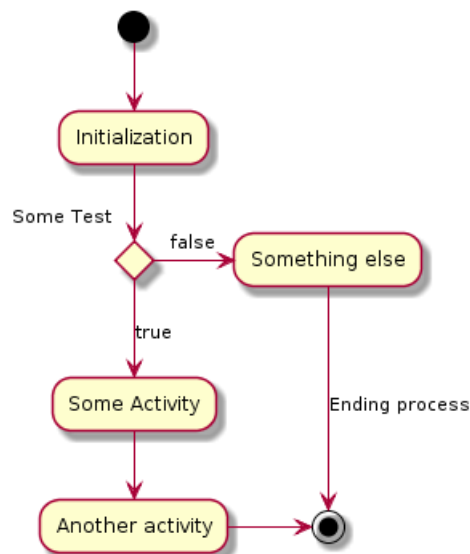 Initialization
Some Test
false
Something else
true
Some Activity
Ending process
Another activity